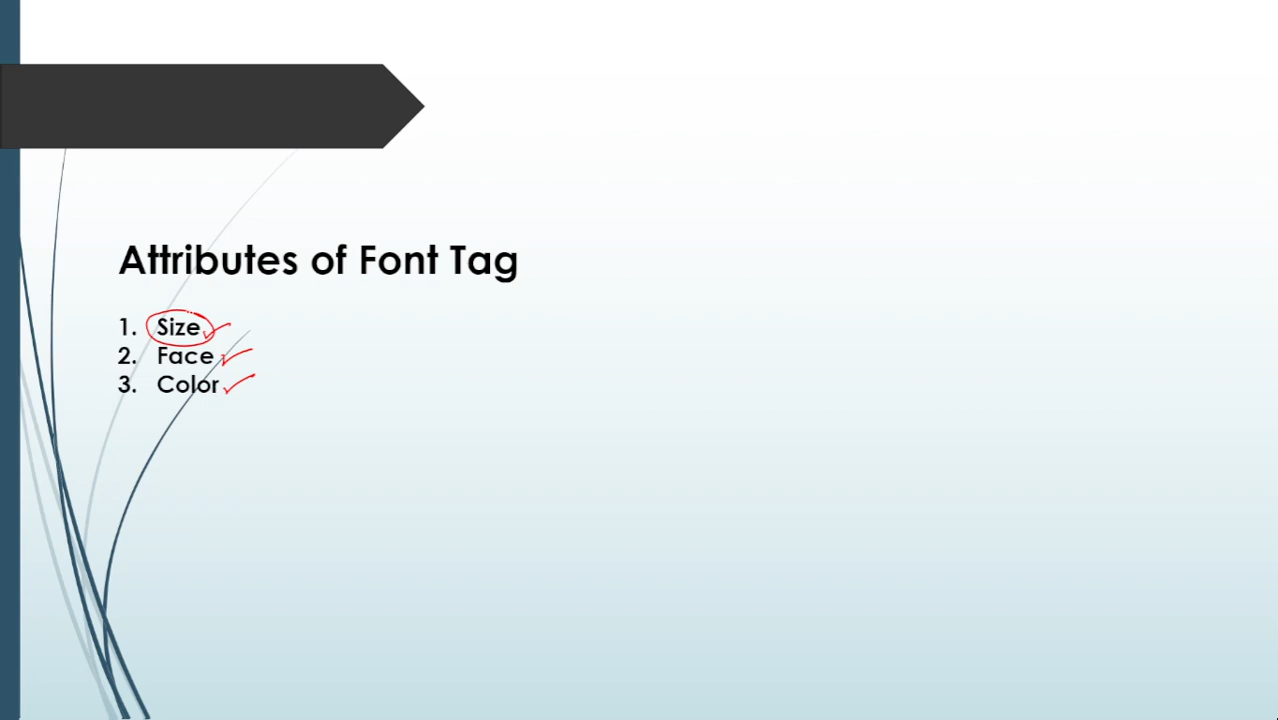 Attributes of Font Tag
1. Size
2. Face
3. Color